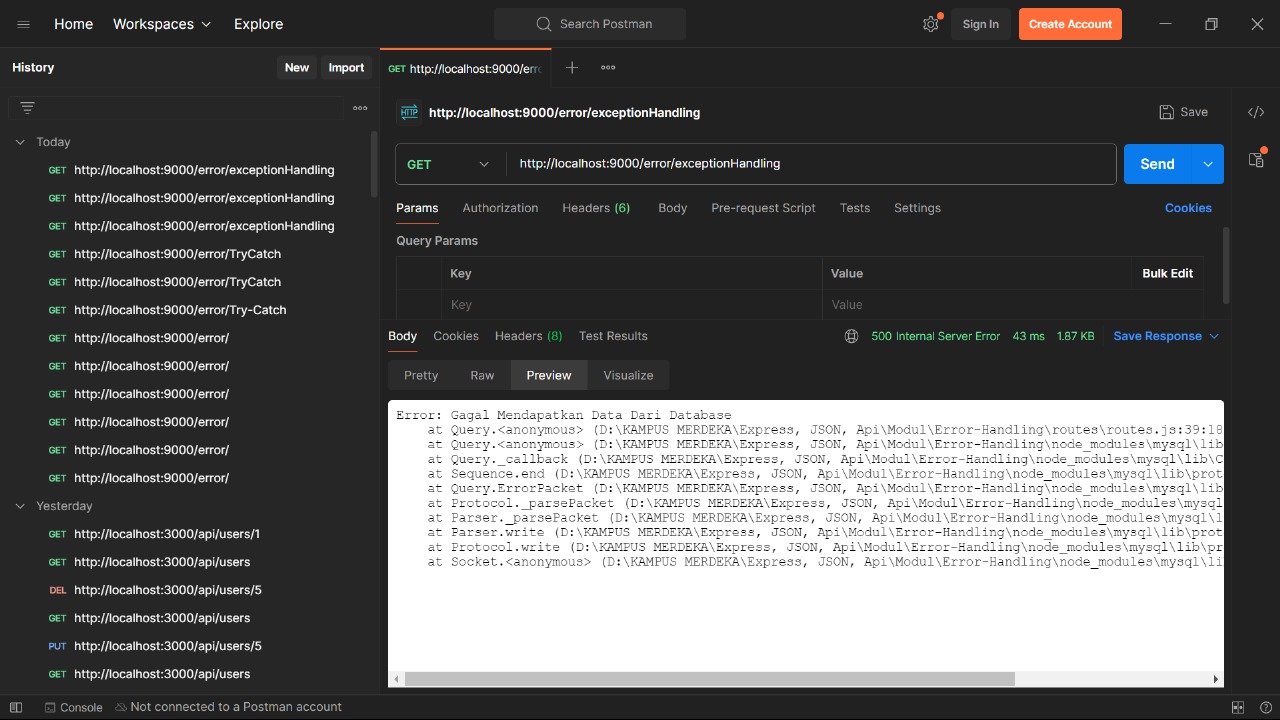 Home
Workspaces
Explore
Search Postman
Sign In
Create Account
History
New
Import
Today
GET http://localhost:9000/error/exceptionHandling
GET http://localhost:9000/error/exceptionHandling
GET http://localhost:9000/error/exceptionHandling
GET http://localhost:9000/error/TryCatch
GET http://localhost:9000/error/TryCatch
GET http://localhost:9000/error/Try-Catch
GET http://localhost:9000/error/
GET http://localhost:9000/error/
GET http://localhost:9000/error/
GET http://localhost:9000/error/
GET http://localhost:9000/error/
GET http://localhost:9000/error/
Yesterday
GET http://localhost:3000/api/users/1
GET http://localhost:3000/api/users
DEL http://localhost:3000/api/users/5
GET http://localhost:3000/api/users
PUT http://localhost:3000/api/users/5
GET http://localhost:3000/api/users
GET http://localhost:9000/erro
HTTP http://localhost:9000/error/exceptionHandling
Save
GET http://localhost:9000/error/exceptionHandling
Send
Params Authorization Headers (6) Body Pre-request Script Tests Settings Cookies
Query Params
Key Value Bulk Edit
Key Value
Body Cookies Headers (8) Test Results 500 Internal Server Error 43 ms 1.87 KB Save Response
Pretty Raw Preview Visualize
Error: Gagal Mendapatkan Data Dari Database
at Query.<anonymous> (D:\KAMPUS MERDEKA\Express, JSON, Api\Modul\Error-Handling\routes\routes.js:39:18
at Query.<anonymous> (D:\KAMPUS MERDEKA\Express, JSON, Api\Modul\Error-Handling\node_modules\mysql\lib
at Query._callback (D:\KAMPUS MERDEKA\Express, JSON, Api\Modul\Error-Handling\node_modules\mysql\lib\C
at Sequence.end (D:\KAMPUS MERDEKA\Express, JSON, Api\Modul\Error-Handling\node_modules\mysql\lib\prot
at Query.ErrorPacket (D:\KAMPUS MERDEKA\Express, JSON, Api\Modul\Error-Handling\node_modules\mysql\lib
at Protocol._parsePacket (D:\KAMPUS MERDEKA\Express, JSON, Api\Modul\Error-Handling\node_modules\mysql
at Parser._parsePacket (D:\KAMPUS MERDEKA\Express, JSON, Api\Modul\Error-Handling\node_modules\mysql\l
at Parser.write (D:\KAMPUS MERDEKA\Express, JSON, Api\Modul\Error-Handling\node_modules\mysql\lib\prot
at Protocol.write (D:\KAMPUS MERDEKA\Express, JSON, Api\Modul\Error-Handling\node_modules\mysql\lib\pr
at Socket.<anonymous> (D:\KAMPUS MERDEKA\Express, JSON, Api\Modul\Error-Handling\node_modules\mysql\li
Console
Not connected to a Postman account